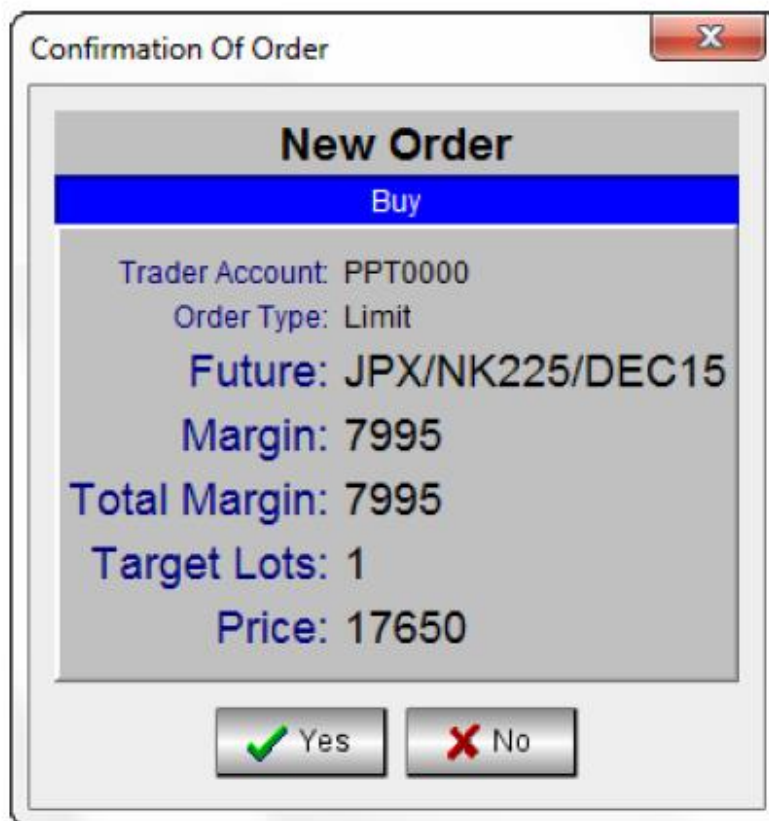 Confirmation Of Order
New Order
Buy
Trader Account: PPT0000
Order Type: Limit
Future: JPX/NK225/DEC15
Margin: 7995
Total Margin: 7995
Target Lots: 1
Price: 17650
Yes No